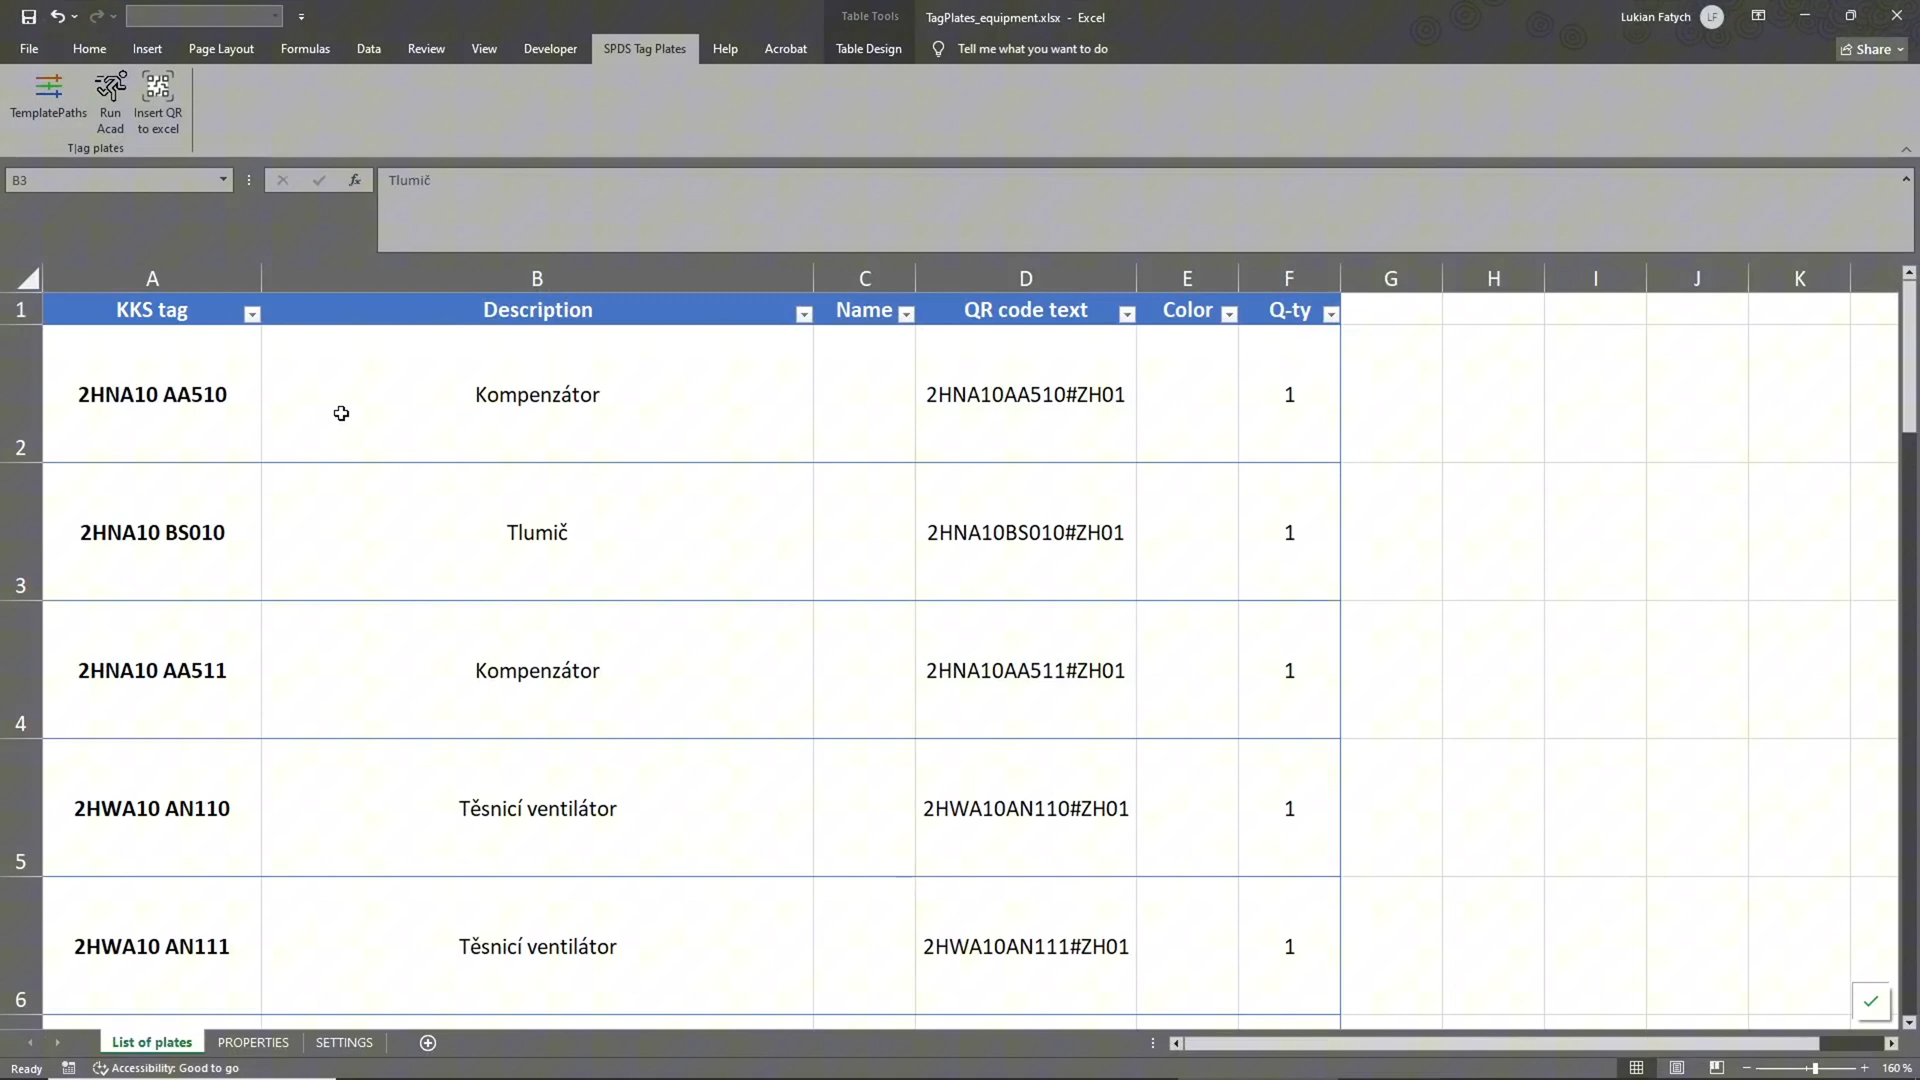 Table Tools
TagPlates_equipment.xlsx - Excel
Lukian Fatych
LF
File Home Insert Page Layout Formulas Data Review View Developer SPDS Tag Plates Help Acrobat Table Design Tell me what you want to do
Share
TemplatePaths
Run
Acad
Insert QR
to excel
T|ag plates
B3
fx
Tlumič
A B C D E F G H I J K
1 KKS tag Description Name QR code text Color Q-ty
2HNA10 AA510 Kompenzátor 2HNA10AA510#ZH01 1
2
2HNA10 BS010 Tlumič 2HNA10BS010#ZH01 1
3
2HNA10 AA511 Kompenzátor 2HNA10AA511#ZH01 1
4
2HWA10 AN110 Těsnicí ventilátor 2HWA10AN110#ZH01 1
5
2HWA10 AN111 Těsnicí ventilátor 2HWA10AN111#ZH01 1
6
List of plates PROPERTIES SETTINGS
Ready Accessibility: Good to go
160 %